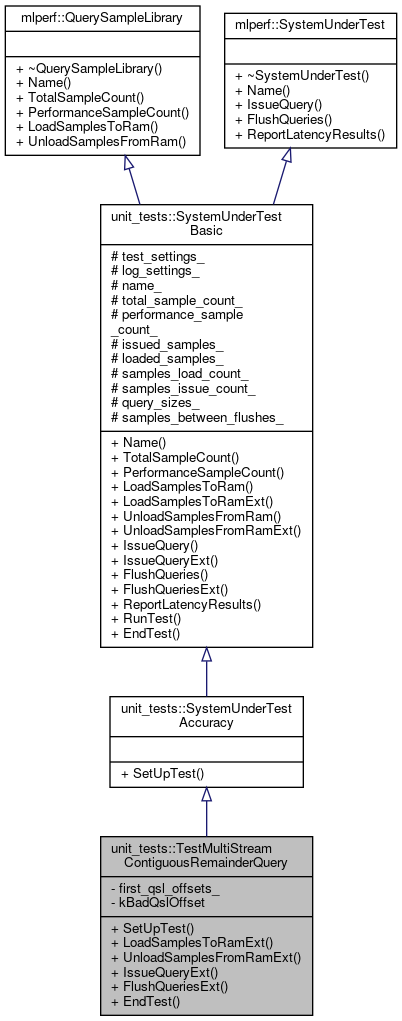 mlperf::QuerySampleLibrary
+ ~QuerySampleLibrary()
+ Name()
+ TotalSampleCount()
+ PerformanceSampleCount()
+ LoadSamplesToRam()
+ UnloadSamplesFromRam()
mlperf::SystemUnderTest
+ ~SystemUnderTest()
+ Name()
+ IssueQuery()
+ FlushQueries()
+ ReportLatencyResults()
unit_tests::SystemUnderTest
Basic
# test_settings_
# log_settings_
# name_
# total_sample_count_
# performance_sample
_count_
# issued_samples_
# loaded_samples_
# samples_load_count_
# samples_issue_count_
# query_sizes_
# samples_between_flushes_
+ Name()
+ TotalSampleCount()
+ PerformanceSampleCount()
+ LoadSamplesToRam()
+ LoadSamplesToRamExt()
+ UnloadSamplesFromRam()
+ UnloadSamplesFromRamExt()
+ IssueQuery()
+ IssueQueryExt()
+ FlushQueries()
+ FlushQueriesExt()
+ ReportLatencyResults()
+ RunTest()
+ EndTest()
unit_tests::SystemUnderTest
Accuracy
+ SetUpTest()
unit_tests::TestMultiStream
ContiguousRemainderQuery
- first_qsl_offsets_
- kBadQslOffset
+ SetUpTest()
+ LoadSamplesToRamExt()
+ UnloadSamplesFromRamExt()
+ IssueQueryExt()
+ FlushQueriesExt()
+ EndTest()